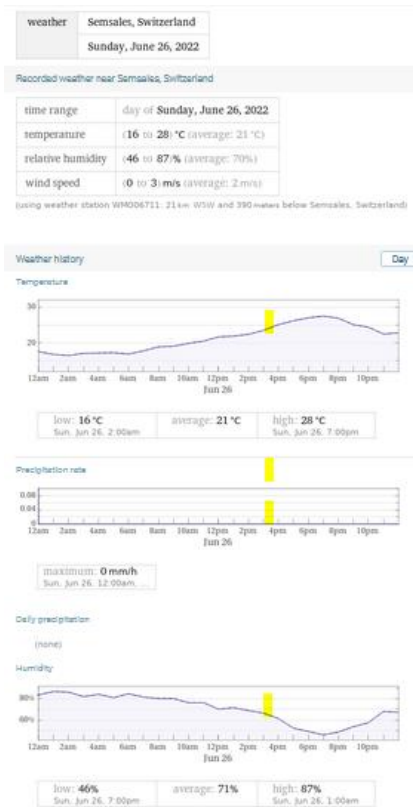 weather
Semsales, Switzerland
Sunday, June 26, 2022
Recorded weather near Semsales, Switzerland
time range day of Sunday, June 26, 2022
temperature (16 to 28) °C (average: 21 °C)
relative humidity (46 to 87)% (average: 70%)
wind speed (0 to 3) m/s (average: 2 m/s)
(using weather station WMO06711: 21 km WSW and 390 meters below Semsales, Switzerland)
Weather history Day
Temperature
30
20
12am 2am 4am 6am 8am 10am 12pm 2pm 4pm 6pm 8pm 10pm
Jun 26
low: 16 °C average: 21 °C high: 28 °C
Sun, Jun 26, 2:00am Sun, Jun 26, 7:00pm
Precipitation rate
0.08
0.04
0
12am 2am 4am 6am 8am 10am 12pm 2pm 4pm 6pm 8pm 10pm
Jun 26
maximum: 0 mm/h
Sun, Jun 26, 12:00am, ...
Daily precipitation
(none)
Humidity
80%
60%
12am 2am 4am 6am 8am 10am 12pm 2pm 4pm 6pm 8pm 10pm
Jun 26
low: 46% average: 71% high: 87%
Sun, Jun 26, 7:00pm Sun, Jun 26, 1:00am